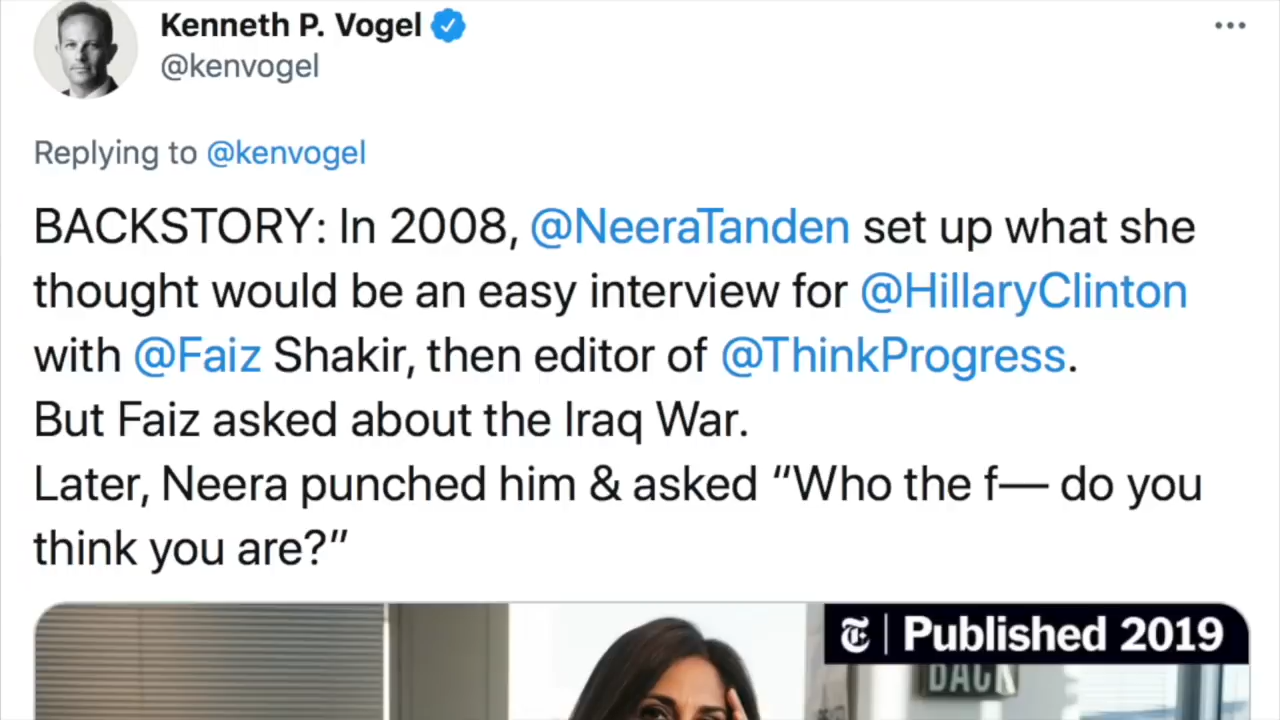 Kenneth P. Vogel
@kenvogel
Replying to @kenvogel
BACKSTORY: In 2008, @NeeraTanden set up what she
thought would be an easy interview for @HillaryClinton
with @Faiz Shakir, then editor of @ThinkProgress.
But Faiz asked about the Iraq War.
Later, Neera punched him & asked “Who the f— do you
think you are?”
Published 2019
BACK